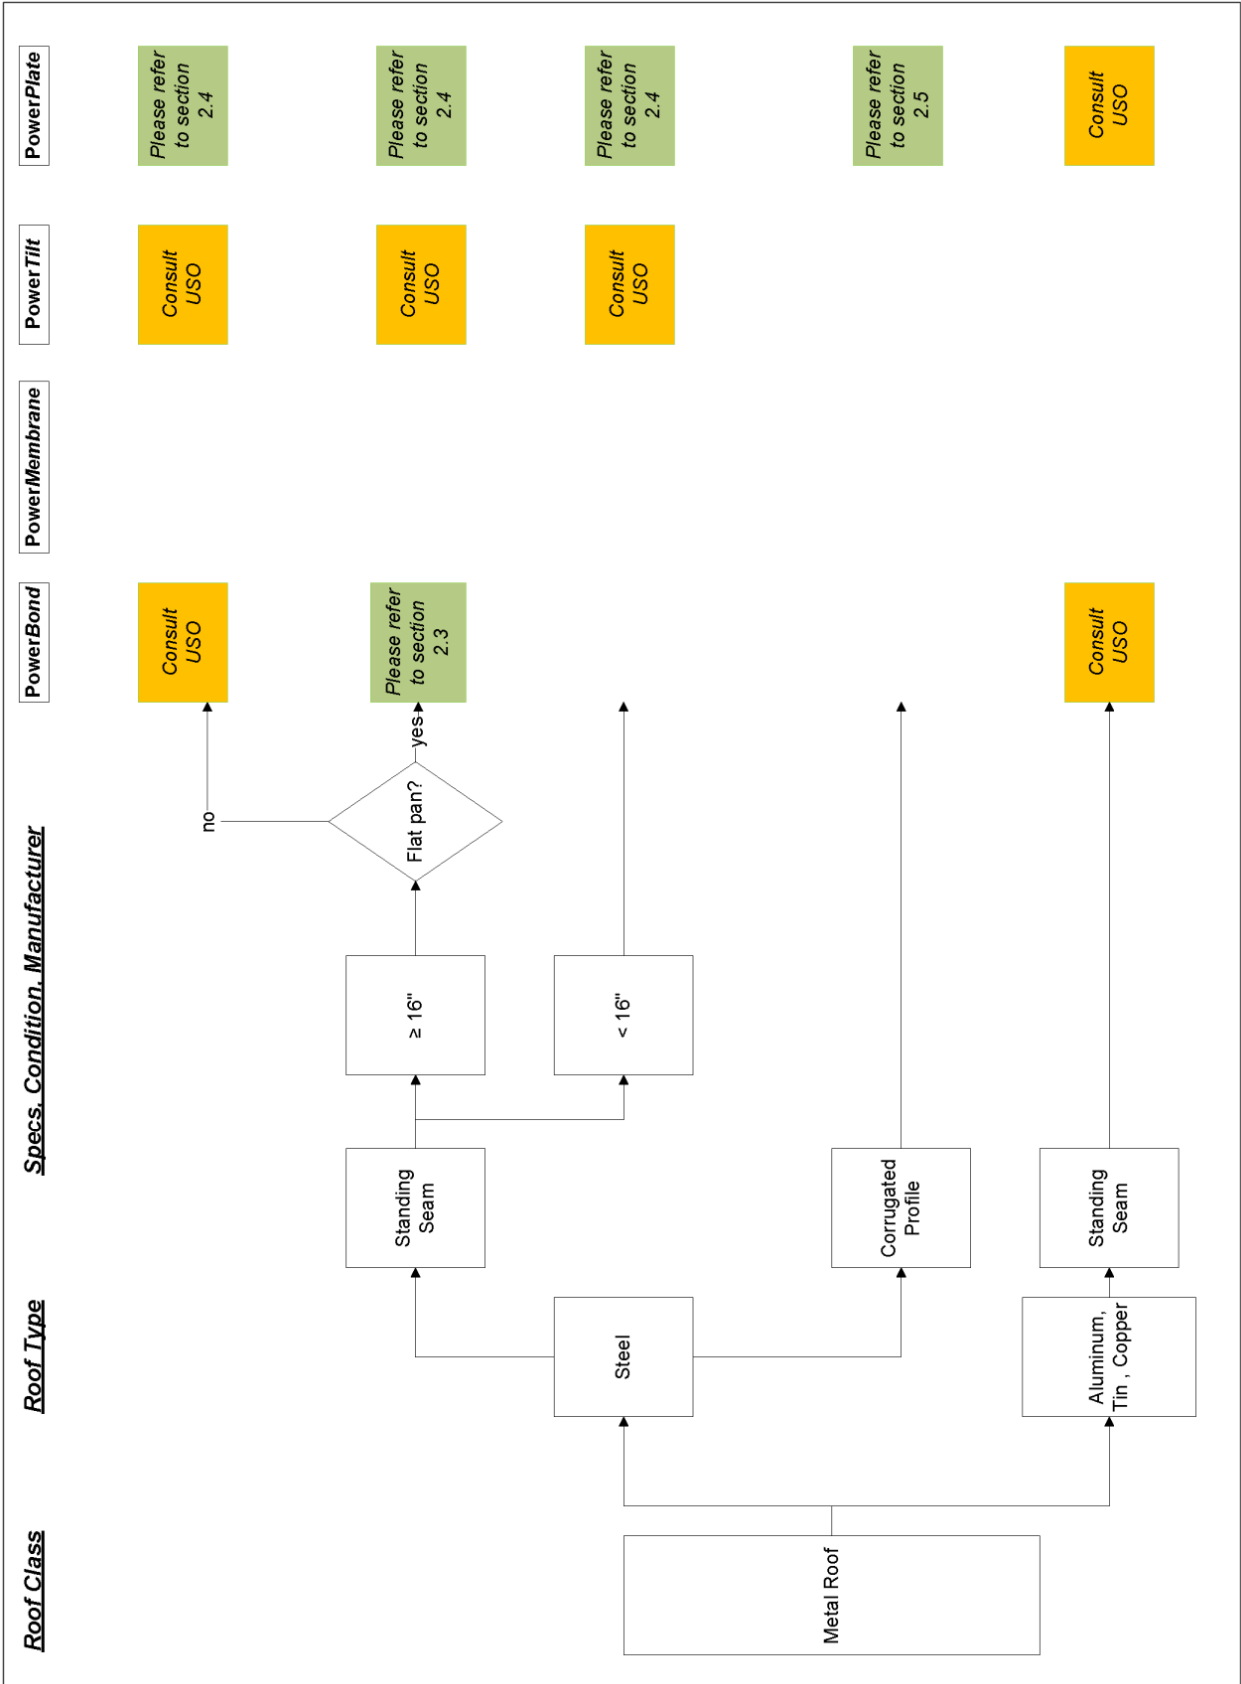 Roof Class
Roof Type
Specs, Condition, Manufacturer
PowerBond
PowerMembrane
PowerTilt
PowerPlate
no
Consult
USO
Consult
USO
Please refer
to section
2.4
Standing
Seam
≥ 16"
Flat pan?
yes
Please refer
to section
2.3
Consult
USO
Please refer
to section
2.4
Steel
< 16"
Consult
USO
Please refer
to section
2.4
Metal Roof
Corrugated
Profile
Please refer
to section
2.5
Aluminum,
Tin , Copper
Standing
Seam
Consult
USO
Consult
USO